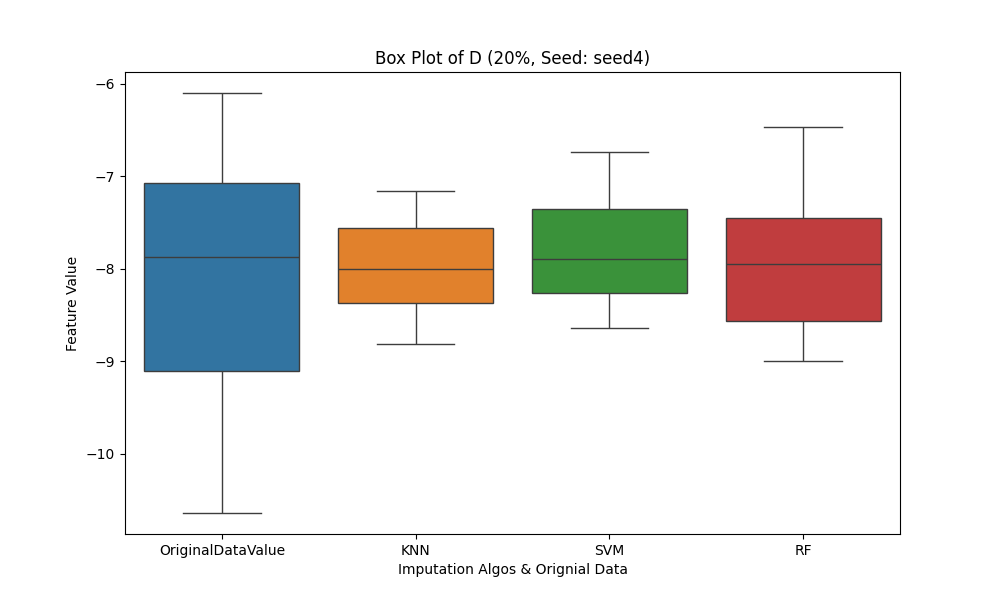 Box Plot of D (20%, Seed: seed4)
Feature Value
−6
−7
−8
−9
−10
OriginalDataValue
KNN
SVM
RF
Imputation Algos & Orignial Data